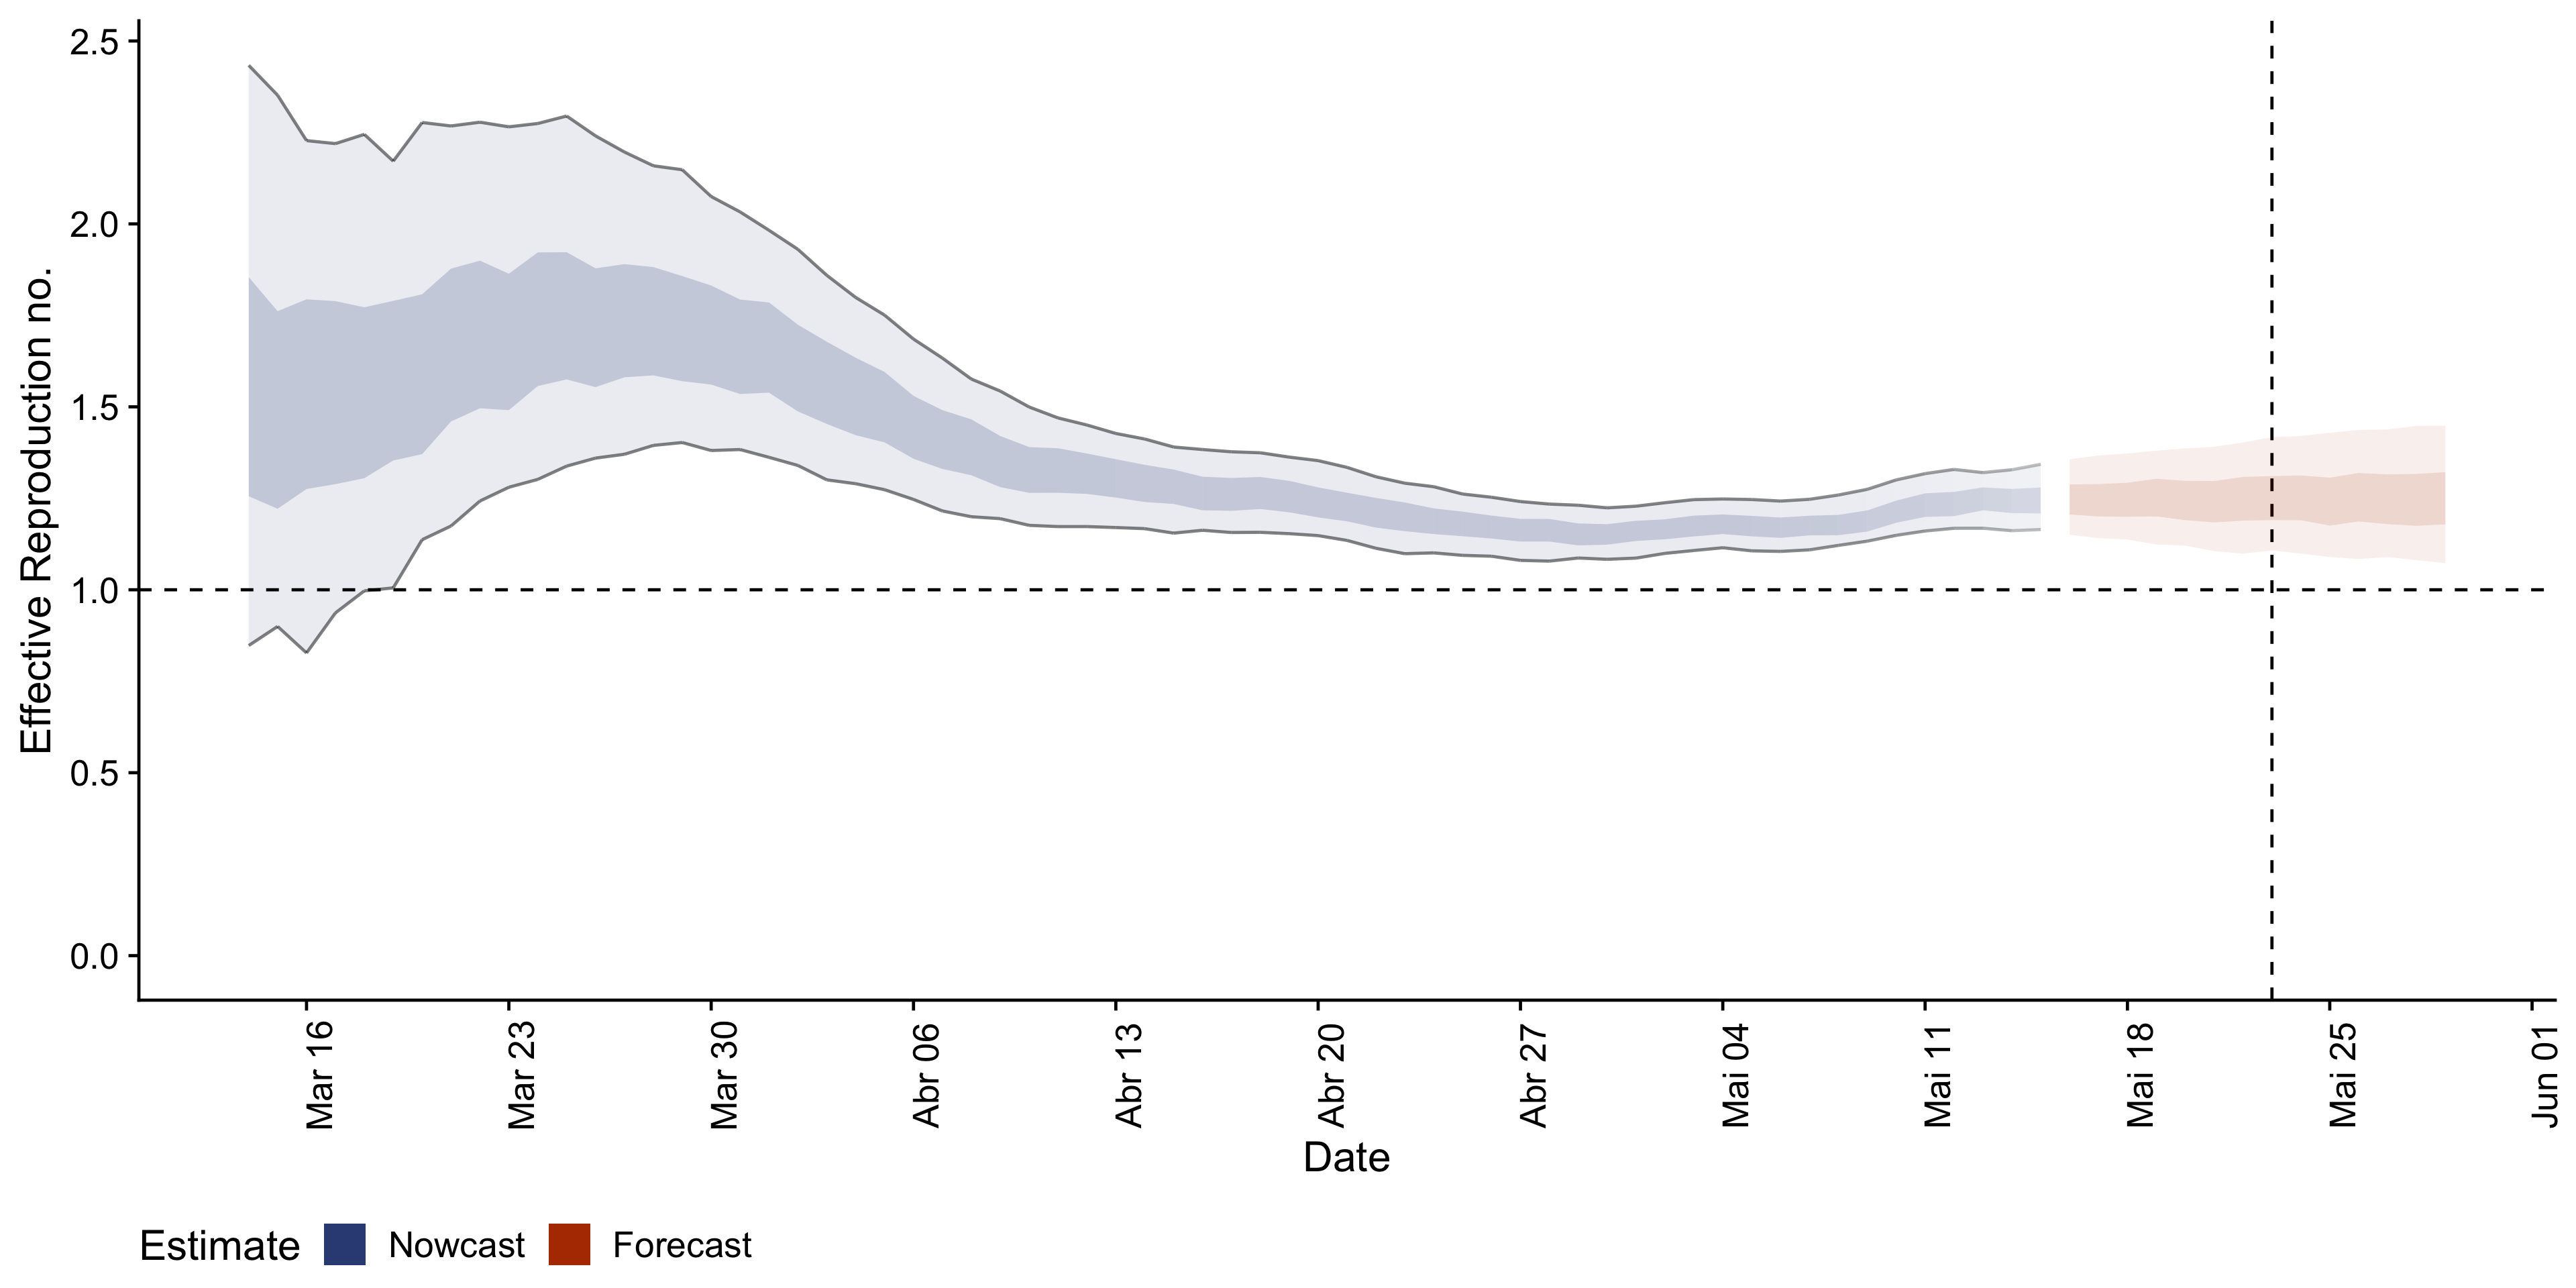 Effective Reproduction no.
2.5
2.0
1.5
1.0
0.5
0.0
Mar 16
Mar 23
Mar 30
Abr 06
Abr 13
Abr 20
Abr 27
Mai 04
Mai 11
Mai 18
Mai 25
Jun 01
Date
Estimate Nowcast Forecast